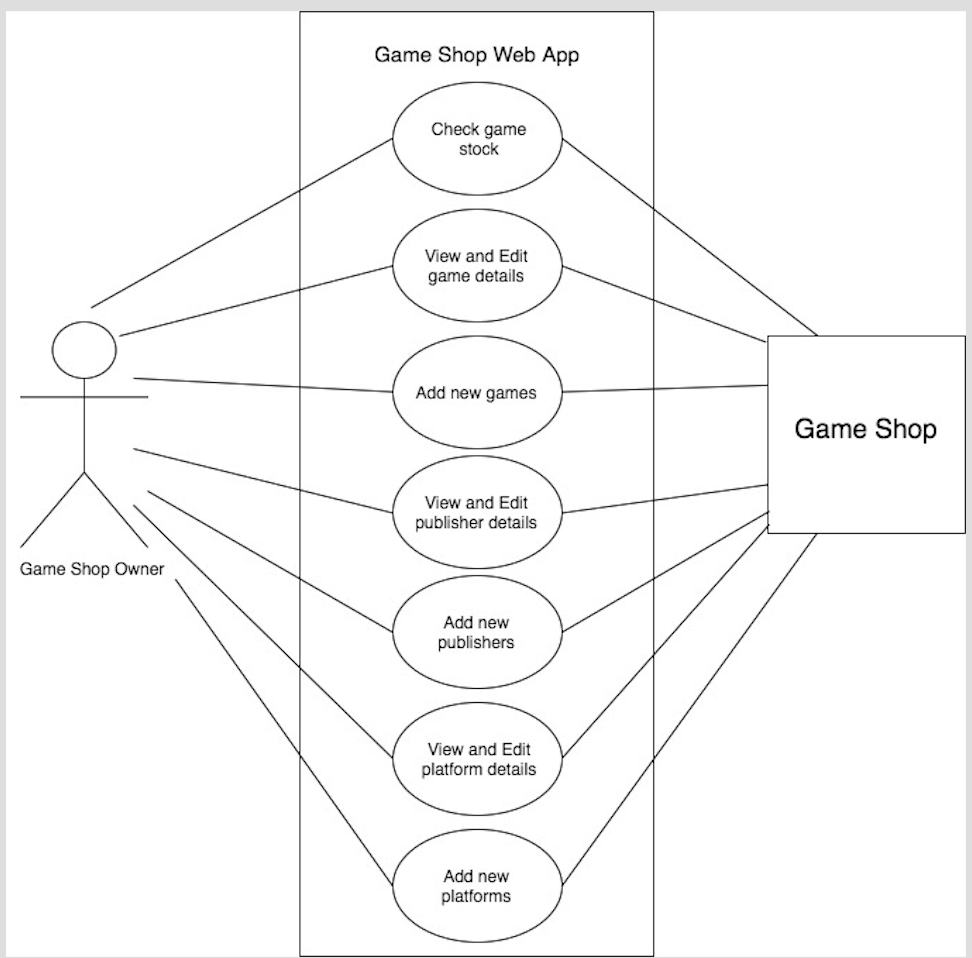 Game Shop Web App
Check game
stock
View and Edit
game details
Add new games
Game Shop
View and Edit
publisher details
Game Shop Owner
Add new
publishers
View and Edit
platform details
Add new
platforms